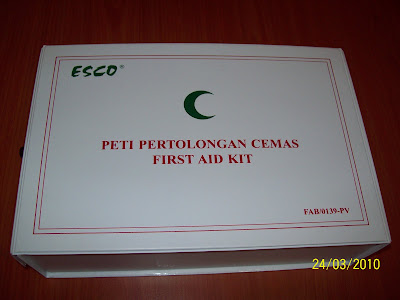 ESCO®
PETI PERTOLONGAN CEMAS
FIRST AID KIT
FAB/0139-PV
24/03/2010